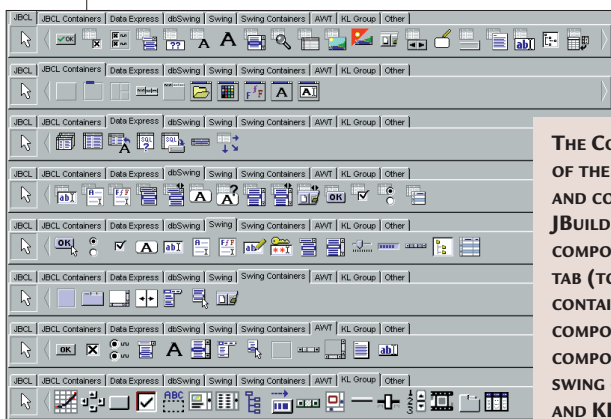 JBCL JBCL Containers Data Express dbSwing Swing Swing Containers AWT KL Group Other
JBCL JBCL Containers Data Express dbSwing Swing Swing Containers AWT KL Group Other
JBCL JBCL Containers Data Express dbSwing Swing Swing Containers AWT KL Group Other
JBCL JBCL Containers Data Express dbSwing Swing Swing Containers AWT KL Group Other
JBCL JBCL Containers Data Express dbSwing Swing Swing Containers AWT KL Group Other
JBCL JBCL Containers Data Express dbSwing Swing Swing Containers AWT KL Group Other
JBCL JBCL Containers Data Express dbSwing Swing Swing Containers AWT KL Group Other
JBCL JBCL Containers Data Express dbSwing Swing Swing Containers AWT KL Group Other
THE CO
OF THE
AND CO
JBUILD
COMPO
TAB (TO
CONTAI
COMPO
COMPO
SWING
AND KL